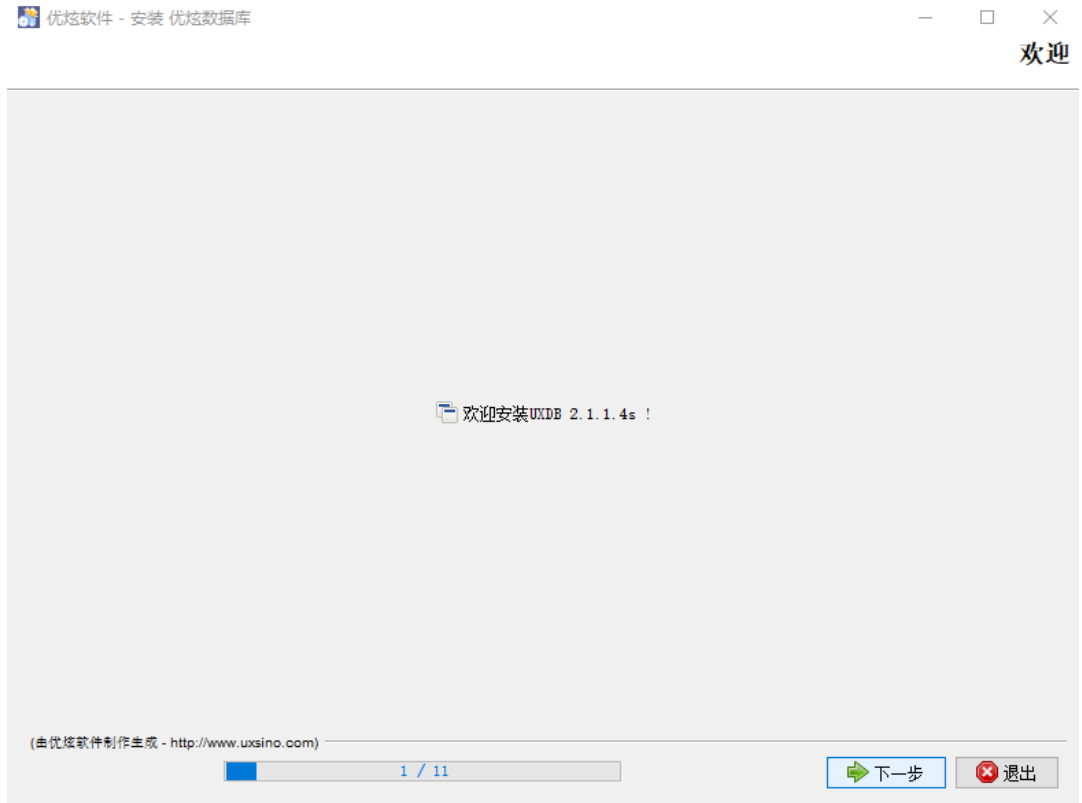 优炫软件 - 安装 优炫数据库
欢迎
欢迎安装UXDB 2.1.1.4s !
(由优炫软件制作生成 - http://www.uxsino.com)
1 / 11
下一步
退出